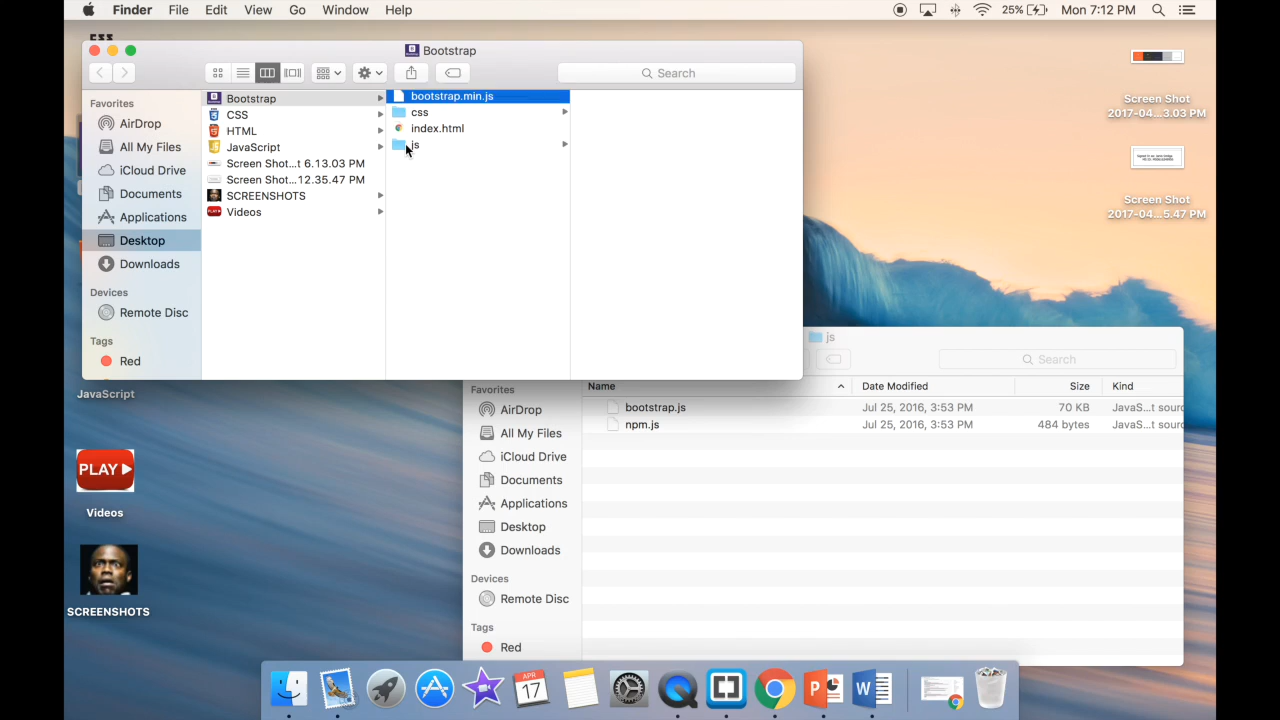 Finder File Edit View Go Window Help 25% Mon 7:12 PM
Bootstrap
Search
Favorites
AirDrop
All My Files
iCloud Drive
Documents
Applications
Desktop
Downloads
Devices
Remote Disc
Tags
Red
Bootstrap
CSS
HTML
JavaScript
Screen Shot...t 6.13.03 PM
Screen Shot...12.35.47 PM
SCREENSHOTS
Videos
bootstrap.min.js
css
index.html
js
Screen Shot
2017-04...3.03 PM
Screen Shot
2017-04...5.47 PM
JavaScript
PLAY
Videos
SCREENSHOTS
js
Search
Name Date Modified Size Kind
bootstrap.js Jul 25, 2016, 3:53 PM 70 KB JavaS...t sourc
npm.js Jul 25, 2016, 3:53 PM 484 bytes JavaS...t sourc
Favorites
AirDrop
All My Files
iCloud Drive
Documents
Applications
Desktop
Downloads
Devices
Remote Disc
Tags
Red
APR
17